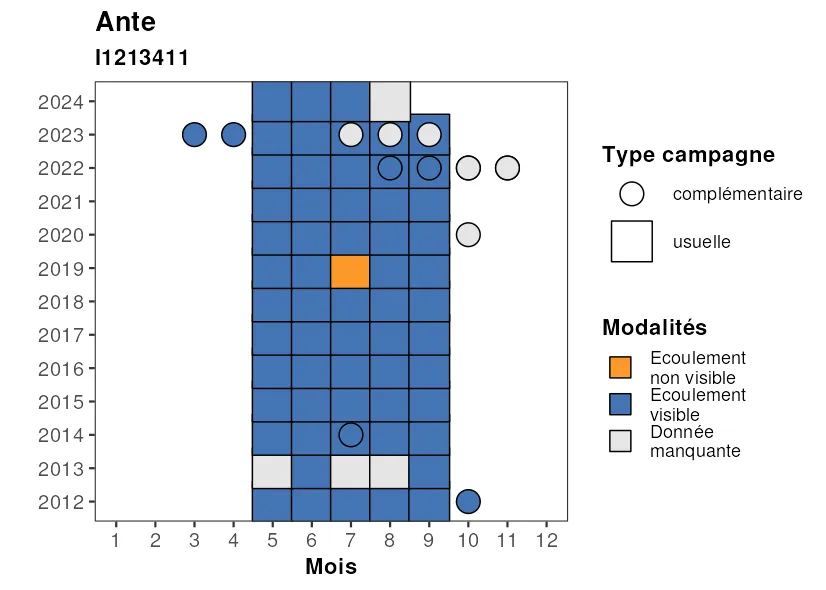 Ante
I1213411
2024
2023
2022
2021
2020
2019
2018
2017
2016
2015
2014
2013
2012
1 2 3 4 5 6 7 8 9 10 11 12
Mois
Type campagne
complémentaire
usuelle
Modalités
Ecoulement
non visible
Ecoulement
visible
Donnée
manquante